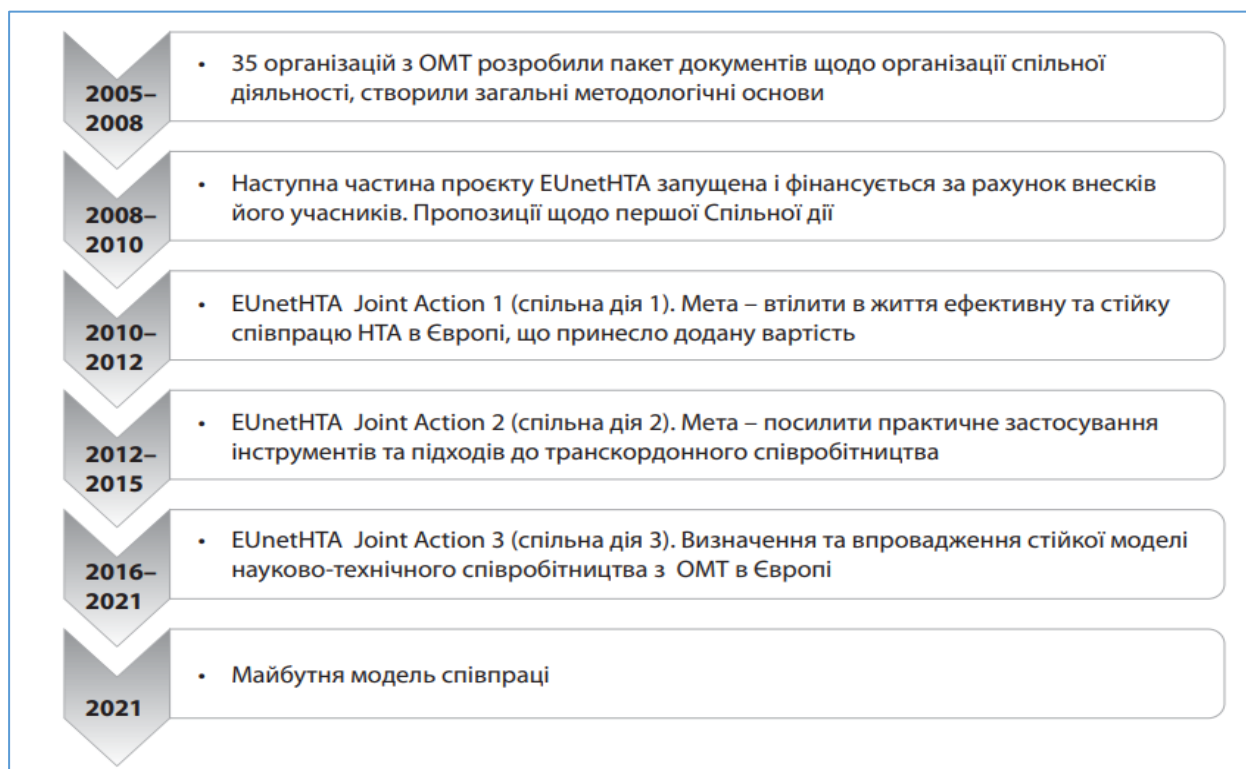 2005–
2008
• 35 організацій з ОМТ розробили пакет документів щодо організації спільної
діяльності, створили загальні методологічні основи
2008–
2010
• Наступна частина проєкту EUnetHTA запущена і фінансується за рахунок внесків
його учасників. Пропозиції щодо першої Спільної дії
2010–
2012
• EUnetHTA Joint Action 1 (спільна дія 1). Мета – втілити в життя ефективну та стійку
співпрацю НТА в Європі, що принесло додану вартість
2012–
2015
• EUnetHTA Joint Action 2 (спільна дія 2). Мета – посилити практичне застосування
інструментів та підходів до транскордонного співробітництва
2016–
2021
• EUnetHTA Joint Action 3 (спільна дія 3). Визначення та впровадження стійкої моделі
науково-технічного співробітництва з ОМТ в Європі
2021
• Майбутня модель співпраці